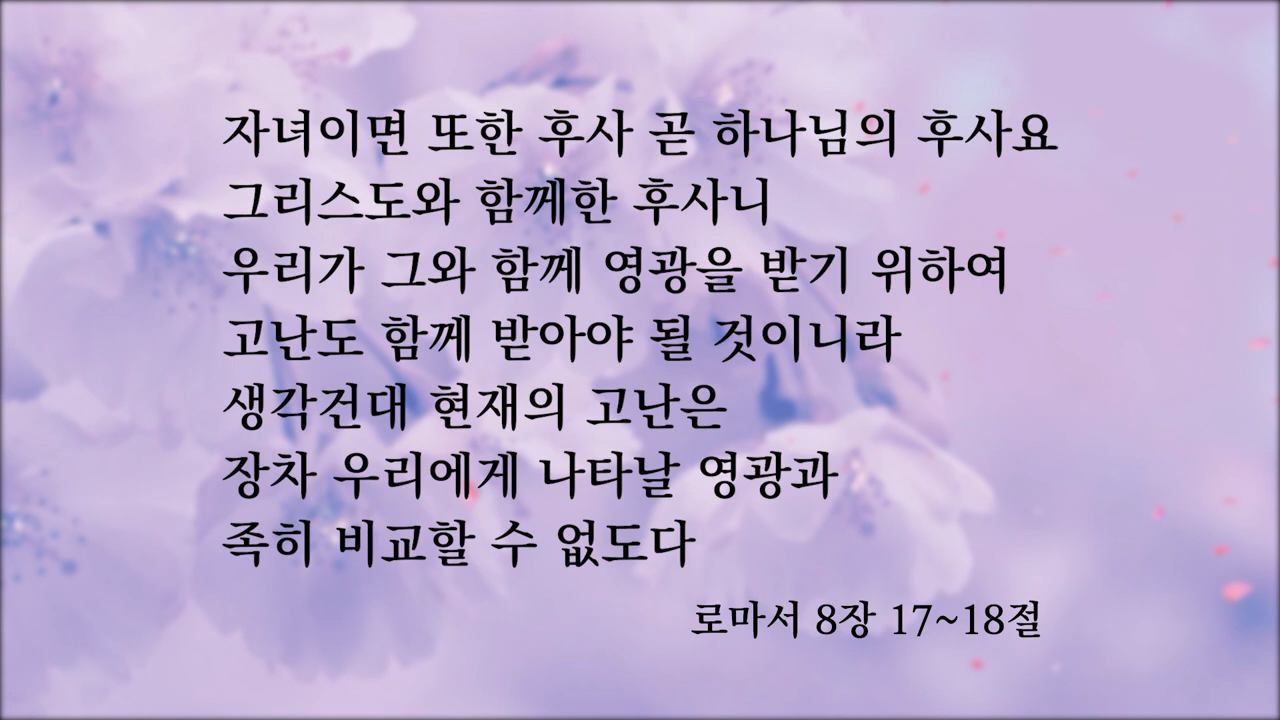 자녀이면 또한 후사 곧 하나님의 후사요
그리스도와 함께한 후사니
우리가 그와 함께 영광을 받기 위하여
고난도 함께 받아야 될 것이니라
생각건대 현재의 고난은
장차 우리에게 나타날 영광과
족히 비교할 수 없도다
로마서 8장 17~18절